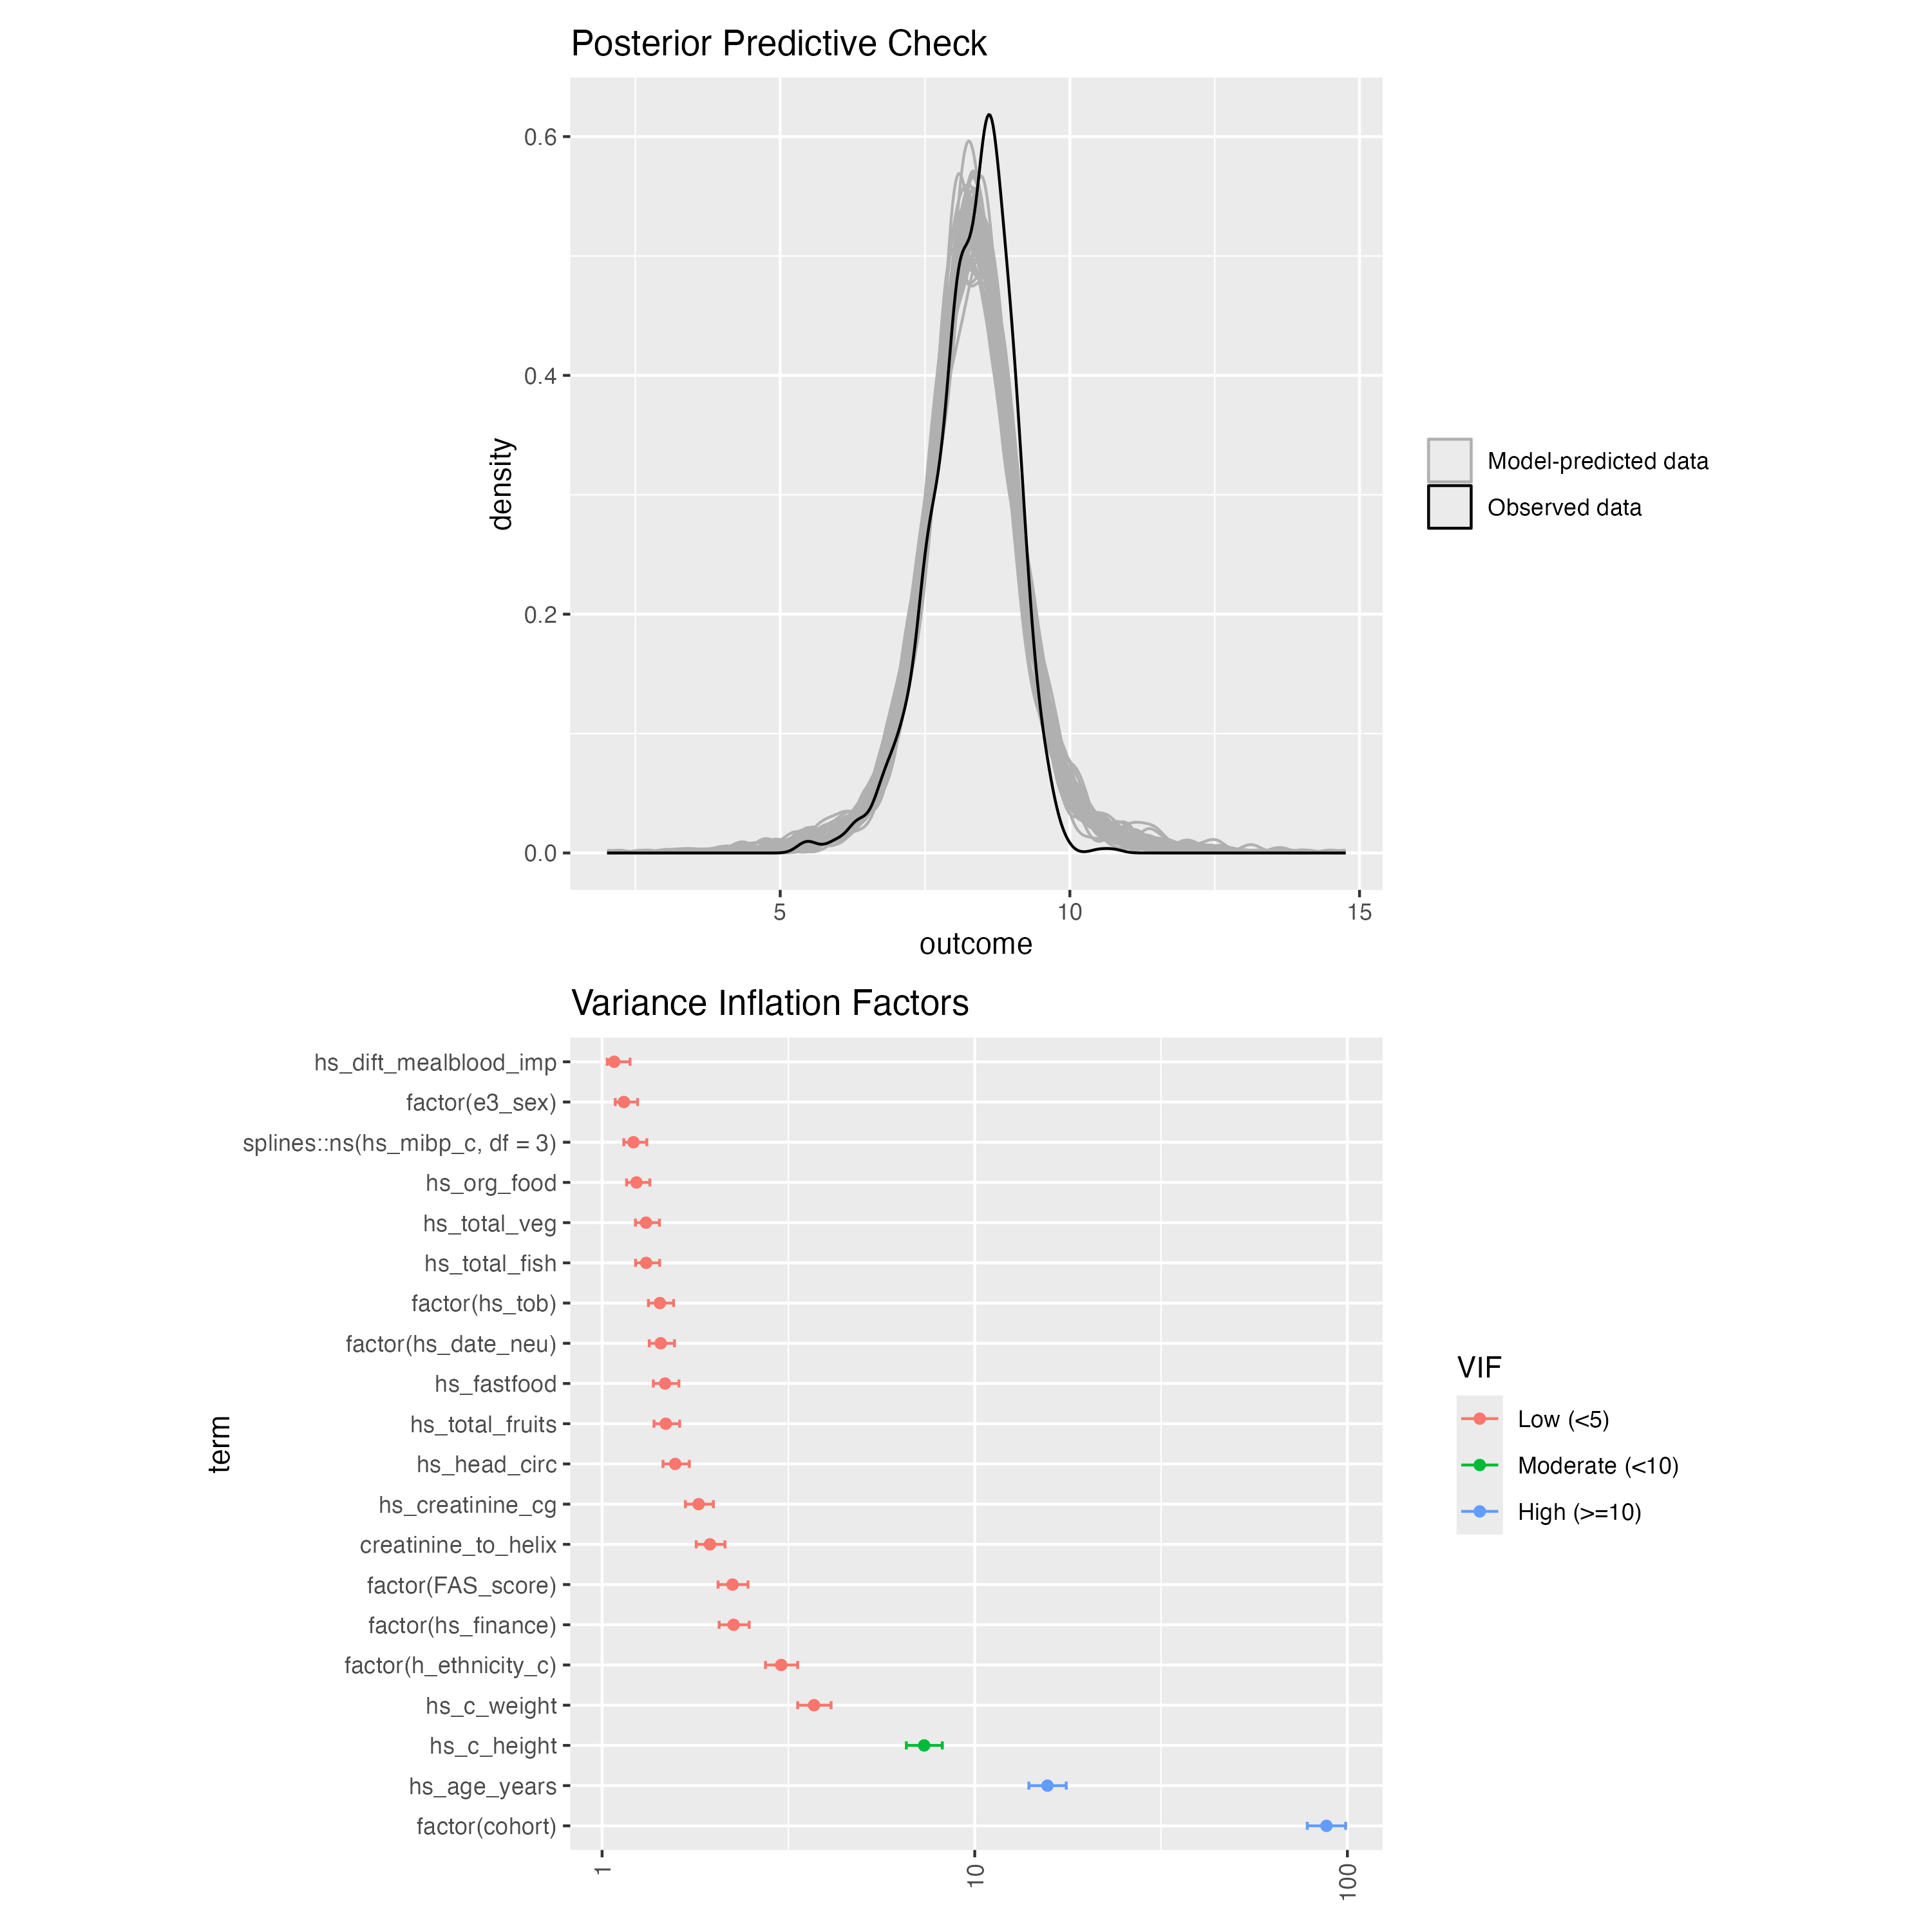 Posterior Predictive Check
0.6
0.4
0.2
0.0
density
5
10
15
outcome
Model-predicted data
Observed data
Variance Inflation Factors
hs_dift_mealblood_imp
factor(e3_sex)
splines::ns(hs_mibp_c, df = 3)
hs_org_food
hs_total_veg
hs_total_fish
factor(hs_tob)
factor(hs_date_neu)
hs_fastfood
hs_total_fruits
hs_head_circ
hs_creatinine_cg
creatinine_to_helix
factor(FAS_score)
factor(hs_finance)
factor(h_ethnicity_c)
hs_c_weight
hs_c_height
hs_age_years
factor(cohort)
term
1
10
100
VIF
Low (<5)
Moderate (<10)
High (>=10)